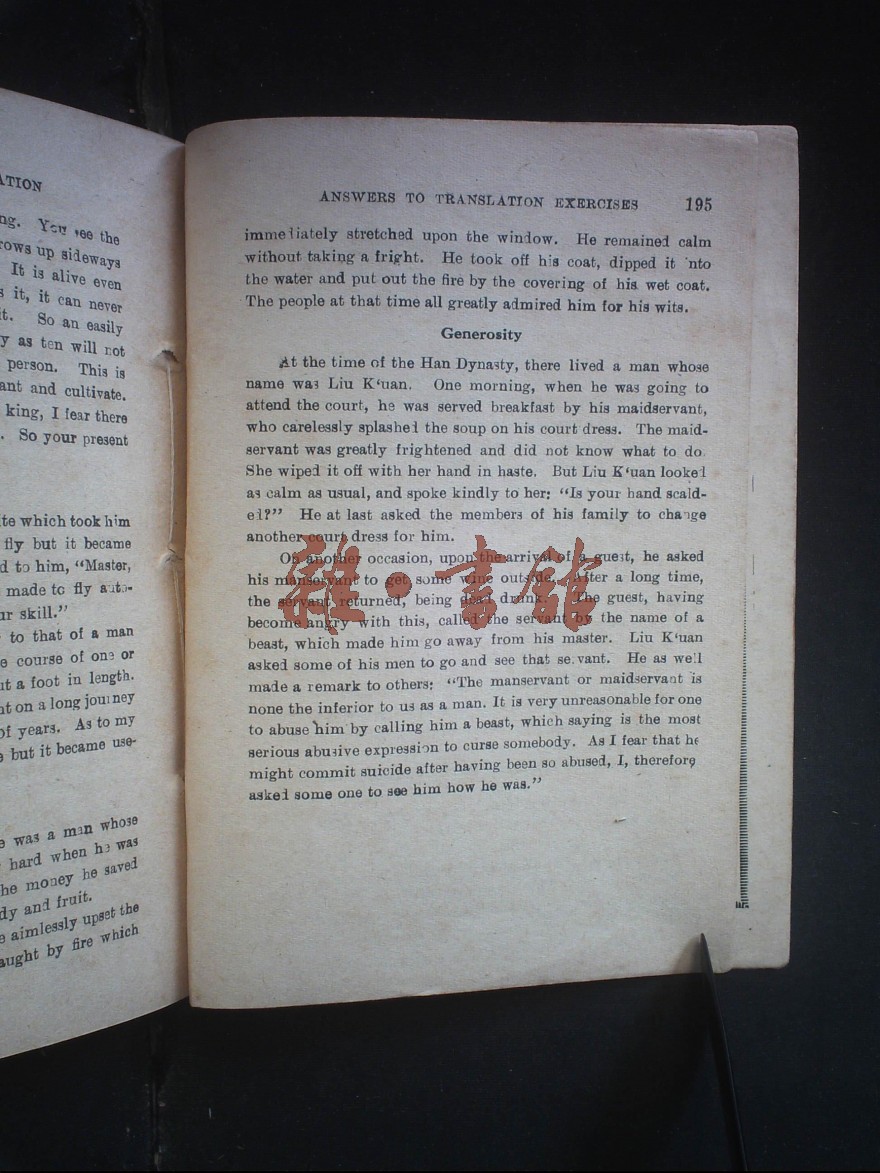 ATION
ng. You see the
rows up sideways
It is alive even
s it, it can never
it. So an easily
y as ten will not
person. This is
ant and cultivate.
king, I fear there
. So your present
te which took him
fly but it became
d to him, “Master,
made to fly auto-
ur skill.”
to that of a man
e course of one or
ut a foot in length.
nt on a long journey
of years. As to my
e but it became use-
e was a man whose
hard when he was
he money he saved
dy and fruit.
e aimlessly upset the
aught by fire which
ANSWERS TO TRANSLATION EXERCISES 195
immediately stretched upon the window. He remained calm
without taking a fright. He took off his coat, dipped it into
the water and put out the fire by the covering of his wet coat.
The people at that time all greatly admired him for his wits.
Generosity
At the time of the Han Dynasty, there lived a man whose
name was Liu K‘uan. One morning, when he was going to
attend the court, he was served breakfast by his maidservant,
who carelessly splashed the soup on his court dress. The maid-
servant was greatly frightened and did not know what to do.
She wiped it off with her hand in haste. But Liu K‘uan looked
as calm as usual, and spoke kindly to her: “Is your hand scald-
ed?” He at last asked the members of his family to change
another court dress for him.
On another occasion, upon the arrival of a guest, he asked
his manservant to get some wine outside. After a long time,
the servant returned, being dead drunk. The guest, having
become angry with this, called the servant by the name of a
beast, which made him go away from his master. Liu K‘uan
asked some of his men to go and see that servant. He as well
made a remark to others: “The manservant or maidservant is
none the inferior to us as a man. It is very unreasonable for one
to abuse him by calling him a beast, which saying is the most
serious abusive expression to curse somebody. As I fear that he
might commit suicide after having been so abused, I, therefore
asked some one to see him how he was.”
雅·書館